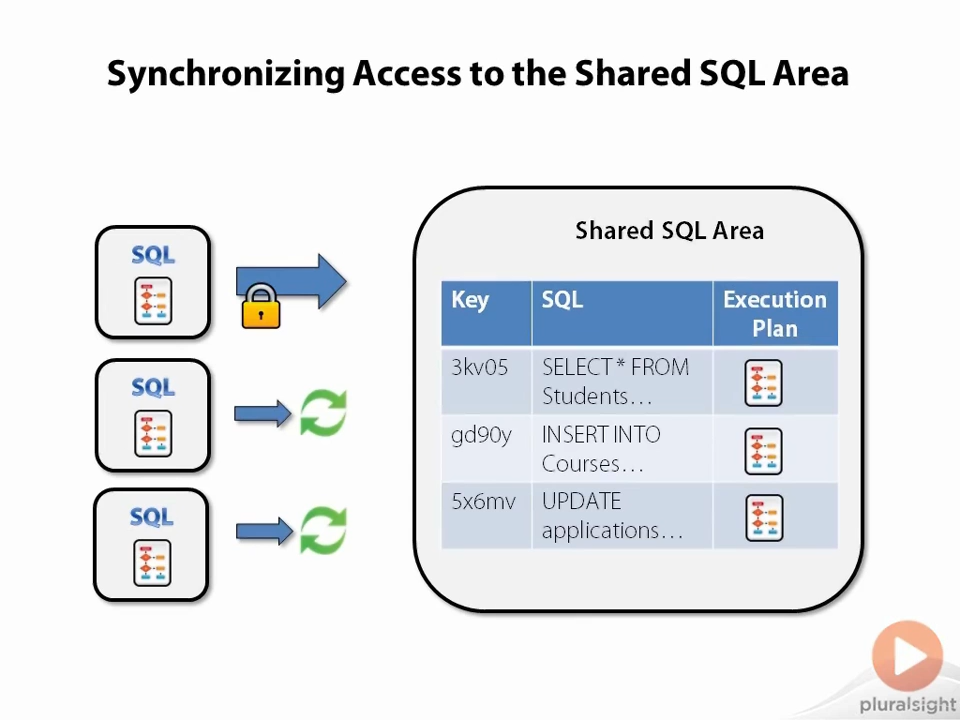 Synchronizing Access to the Shared SQL Area
Shared SQL Area
SQL
SQL
SQL
Key SQL Execution Plan
3kv05 SELECT * FROM Students…
gd90y INSERT INTO Courses…
5x6mv UPDATE applications…
pluralsight